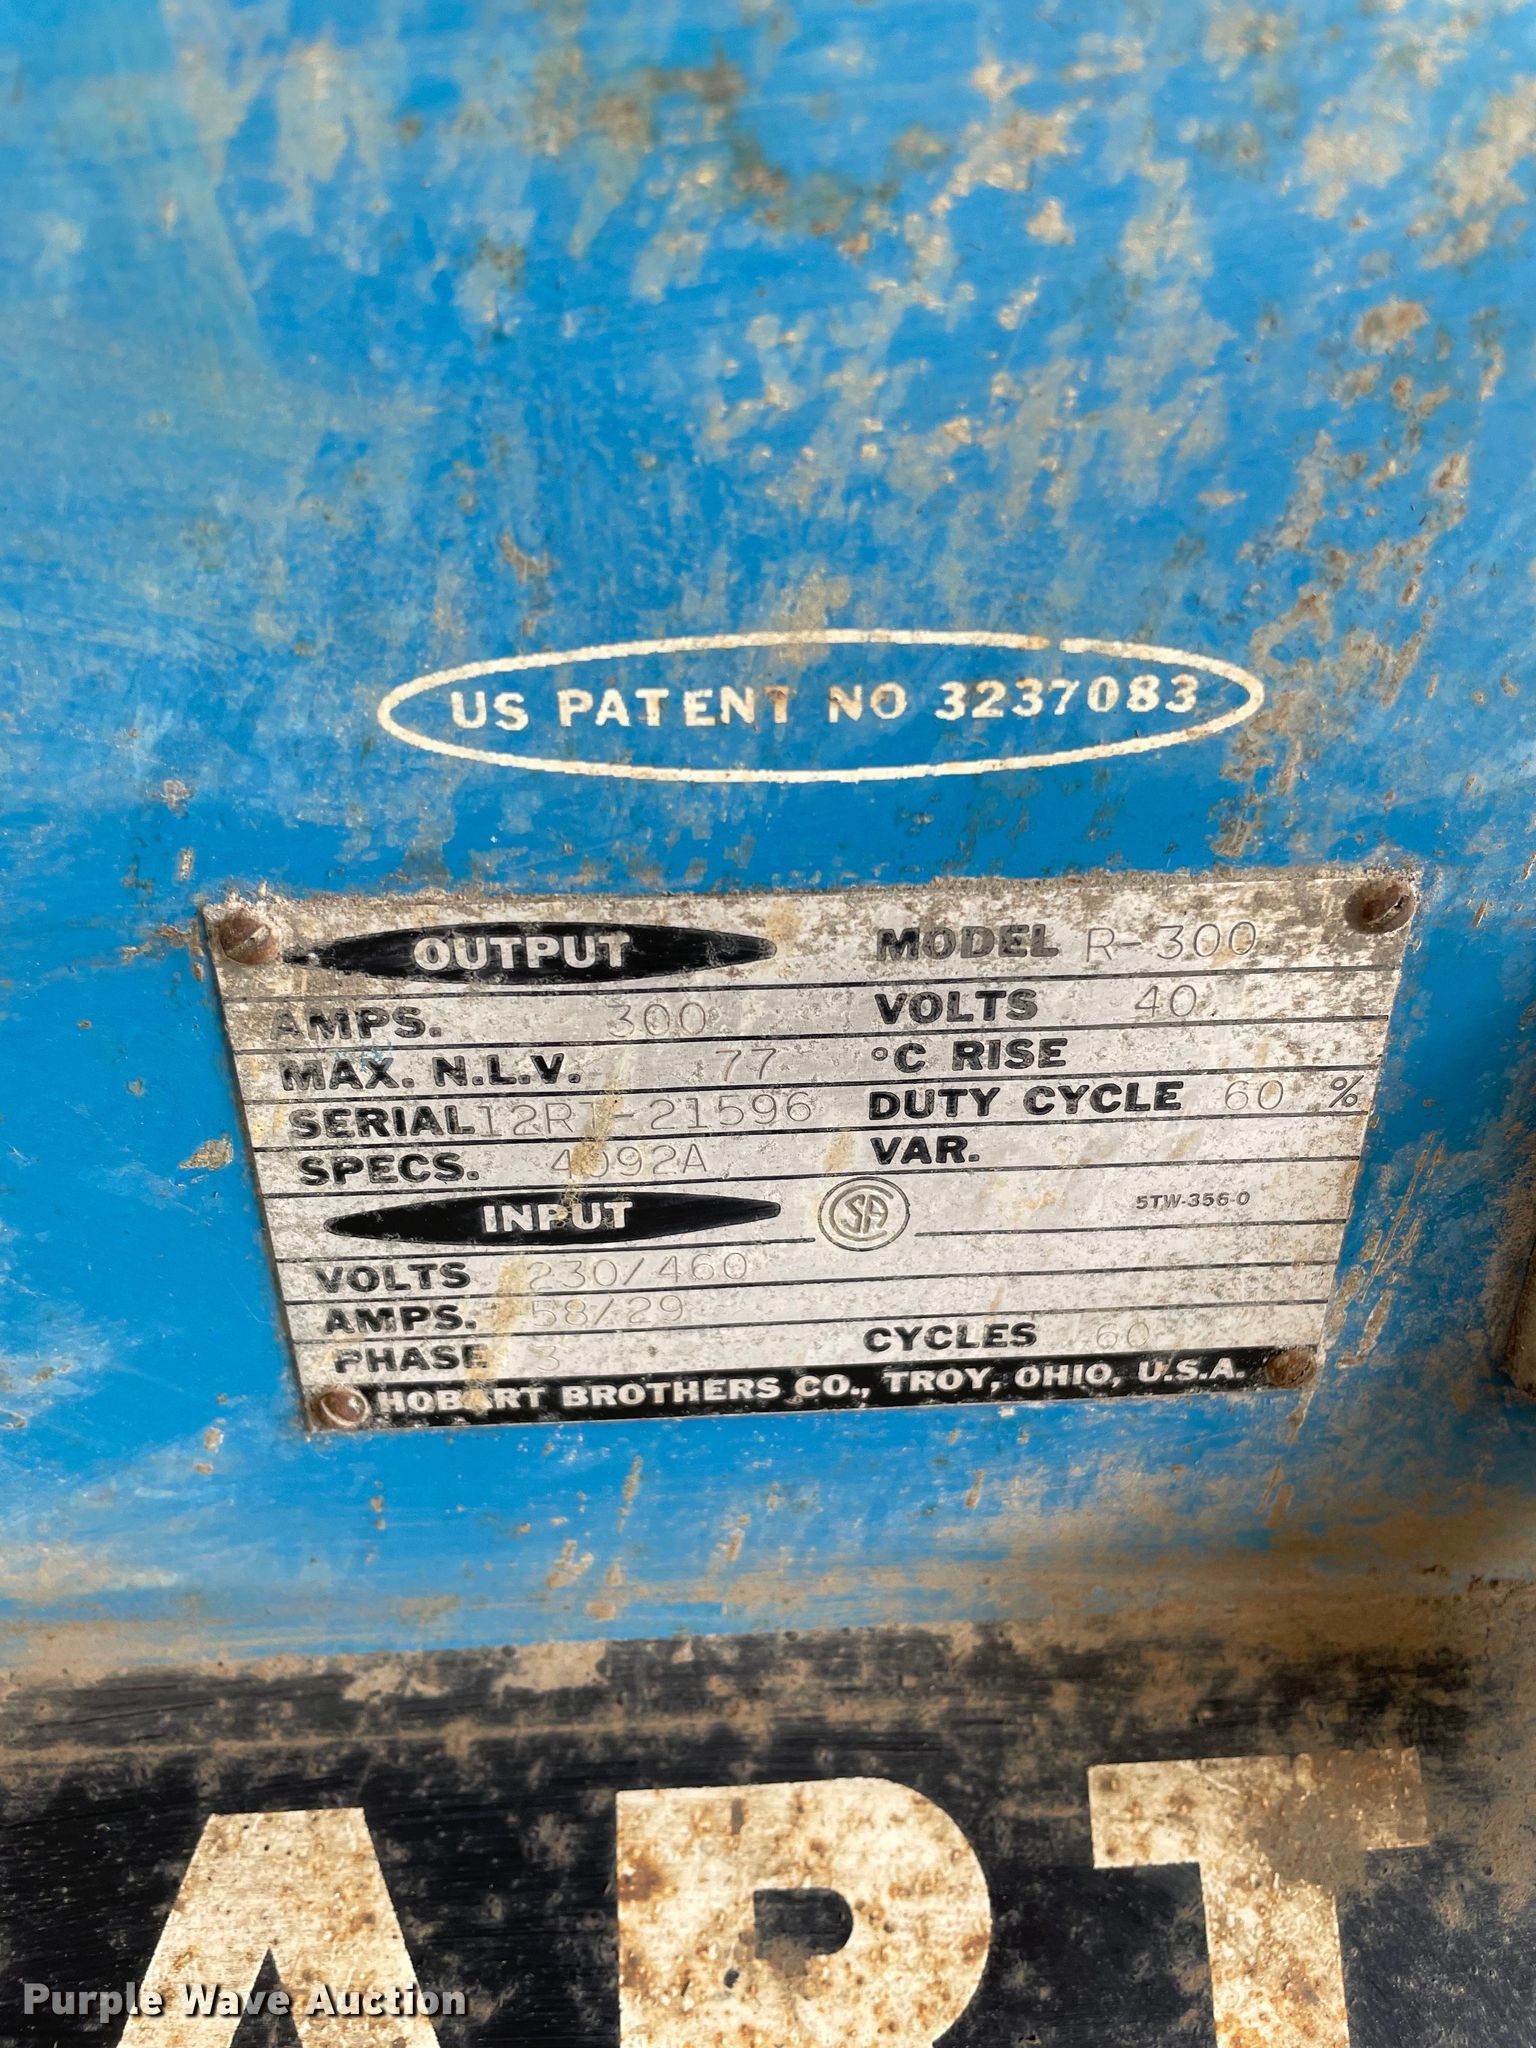 US PATENT NO 3237083
OUTPUT MODEL R-300
AMPS. 300 VOLTS 40
MAX. N.L.V. 77 °C RISE
SERIAL 12RT-21596 DUTY CYCLE 60 %
SPECS. 4092A VAR.
INPUT CSA 5TW-356-0
VOLTS 230/460
AMPS. 58/29
PHASE 3 CYCLES 60
HOBART BROTHERS CO., TROY, OHIO, U.S.A.
ART
Purple Wave Auction